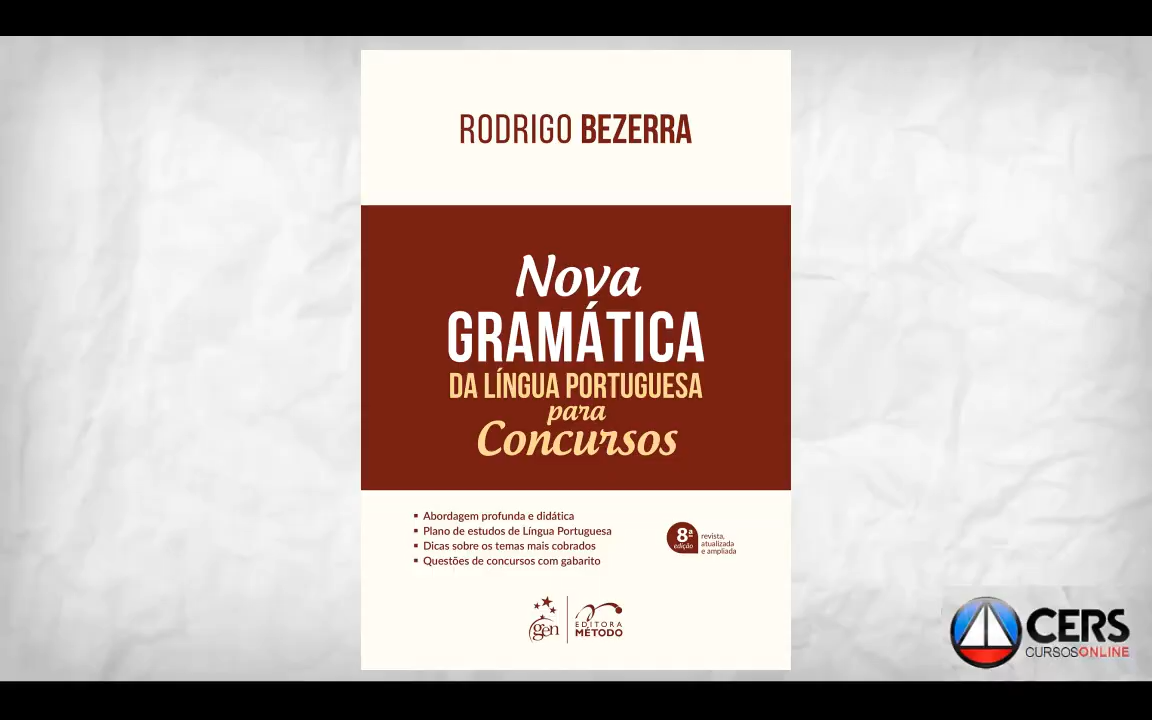 RODRIGO BEZERRA
Nova
GRAMÁTICA
DA LÍNGUA PORTUGUESA
para
Concursos
▪ Abordagem profunda e didática
▪ Plano de estudos de Língua Portuguesa
▪ Dicas sobre os temas mais cobrados
▪ Questões de concursos com gabarito
8ª
edição
revista,
atualizada
e ampliada
gen
EDITORA
MÉTODO
CERS
CURSOSONLINE